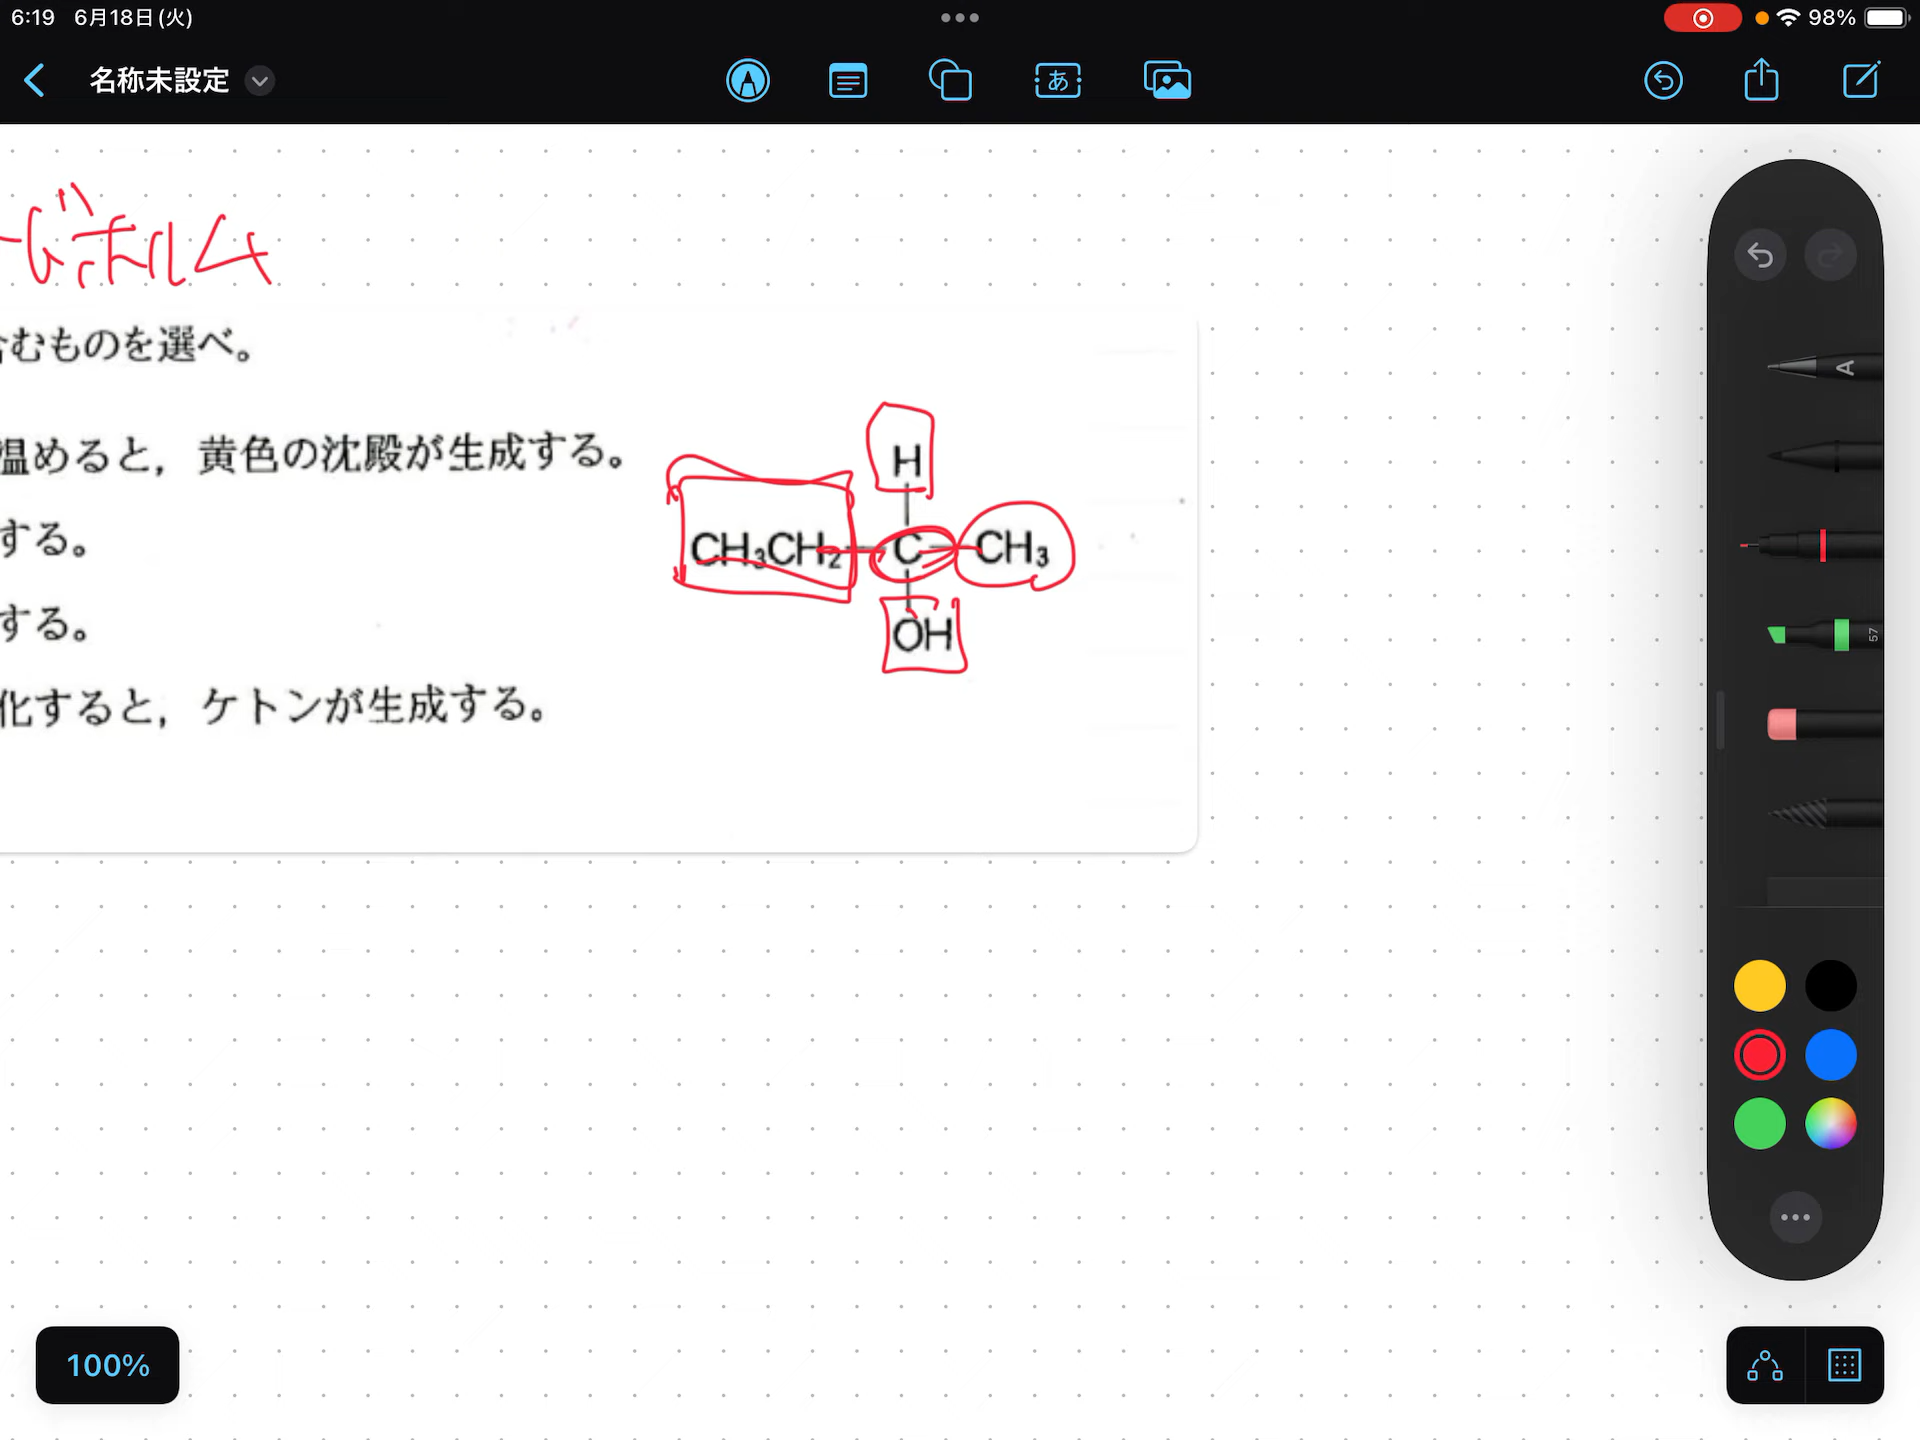 6:19 6月18日(火)
98%
名称未設定
あ
ホルム
むものを選べ。
温めると，黄色の沈殿が生成する。
する。
する。
化すると，ケトンが生成する。
H
CH₃CH₂—C—CH₃
OH
A
57
100%